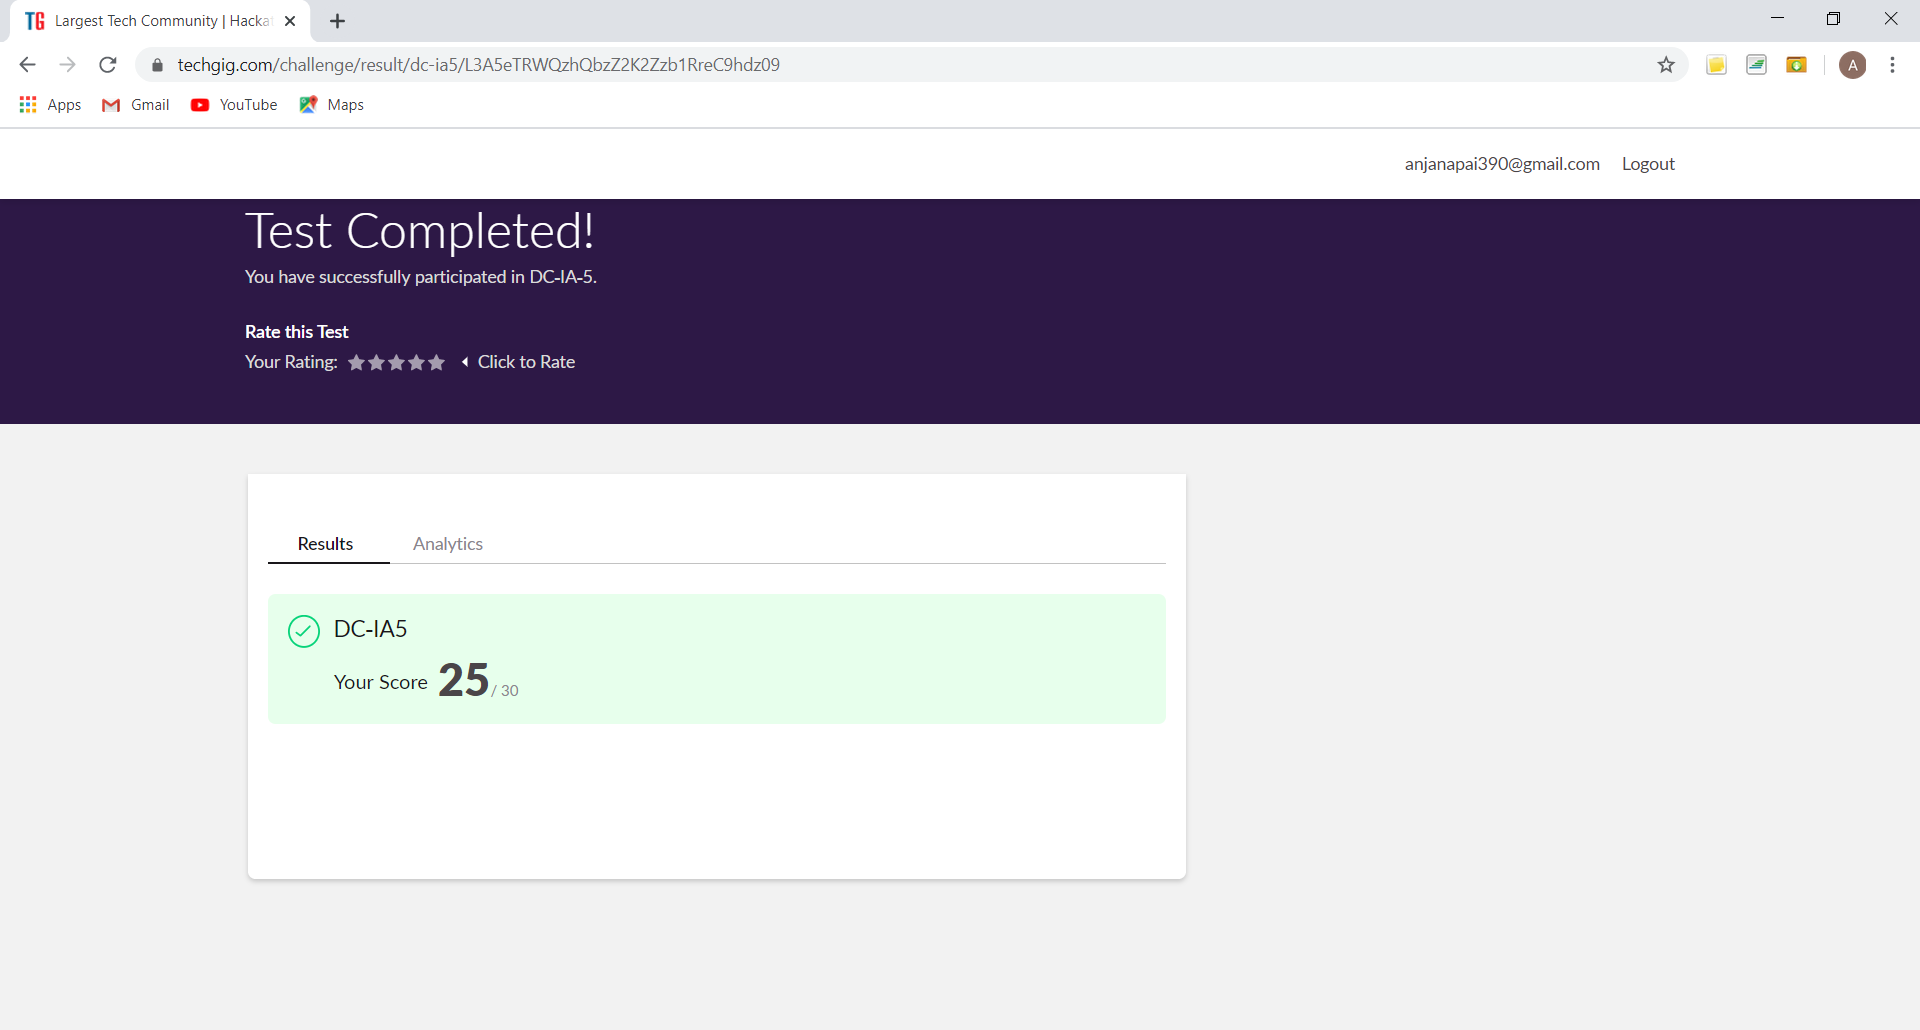 TG Largest Tech Community | Hacka
techgig.com/challenge/result/dc-ia5/L3A5eTRWQzhQbzZ2K2Zzb1RreC9hdz09
A
Apps Gmail YouTube Maps
anjanapai390@gmail.com Logout
Test Completed!
You have successfully participated in DC-IA-5.
Rate this Test
Your Rating: Click to Rate
Results Analytics
DC-IA5
Your Score 25 / 30